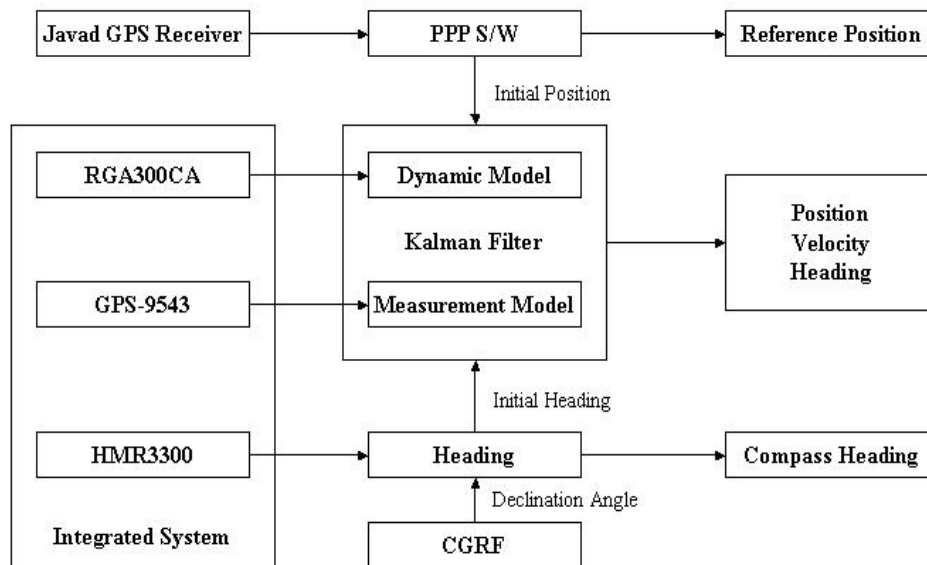 Javad GPS Receiver
PPP S/W
Reference Position
Initial Position
RGA300CA
Dynamic Model
Kalman Filter
Position
Velocity
Heading
GPS-9543
Measurement Model
Initial Heading
HMR3300
Heading
Compass Heading
Declination Angle
Integrated System
CGRF